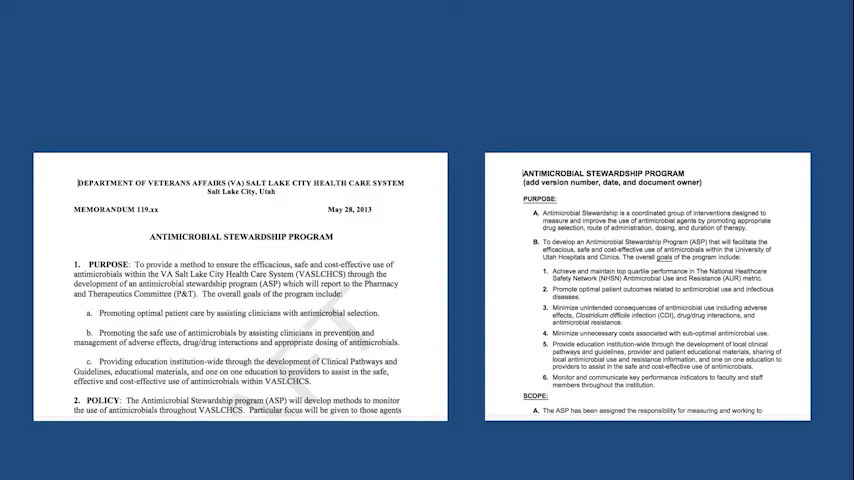 DEPARTMENT OF VETERANS AFFAIRS (VA) SALT LAKE CITY HEALTH CARE SYSTEM
Salt Lake City, Utah
MEMORANDUM 119.xx May 28, 2013
ANTIMICROBIAL STEWARDSHIP PROGRAM
1. PURPOSE: To provide a method to ensure the efficacious, safe and cost-effective use of
antimicrobials within the VA Salt Lake City Health Care System (VASLCHCS) through the
development of an antimicrobial stewardship program (ASP) which will report to the Pharmacy
and Therapeutics Committee (P&T). The overall goals of the program include:
a. Promoting optimal patient care by assisting clinicians with antimicrobial selection.
b. Promoting the safe use of antimicrobials by assisting clinicians in prevention and
management of adverse effects, drug/drug interactions and appropriate dosing of antimicrobials.
c. Providing education institution-wide through the development of Clinical Pathways and
Guidelines, educational materials, and one on one education to providers to assist in the safe,
effective and cost-effective use of antimicrobials within VASLCHCS.
2. POLICY: The Antimicrobial Stewardship program (ASP) will develop methods to monitor
the use of antimicrobials throughout VASLCHCS. Particular focus will be given to those agents
ANTIMICROBIAL STEWARDSHIP PROGRAM
(add version number, date, and document owner)
PURPOSE:
A. Antimicrobial Stewardship is a coordinated group of interventions designed to
measure and improve the use of antimicrobial agents by promoting appropriate
drug selection, route of administration, dosing, and duration of therapy.
B. To develop an Antimicrobial Stewardship Program (ASP) that will facilitate the
efficacious, safe and cost-effective use of antimicrobials within the University of
Utah Hospitals and Clinics. The overall goals of the program include:
1. Achieve and maintain top quartile performance in The National Healthcare
Safety Network (NHSN) Antimicrobial Use and Resistance (AUR) metric.
2. Promote optimal patient outcomes related to antimicrobial use and infectious
diseases.
3. Minimize unintended consequences of antimicrobial use including adverse
effects, Clostridium difficile infection (CDI), drug/drug interactions, and
antimicrobial resistance.
4. Minimize unnecessary costs associated with sub-optimal antimicrobial use.
5. Provide education institution-wide through the development of local clinical
pathways and guidelines, provider and patient educational materials, sharing of
local antimicrobial use and resistance information, and one on one education to
providers to assist in the safe and cost-effective use of antimicrobials.
6. Monitor and communicate key performance indicators to faculty and staff
members throughout the institution.
SCOPE:
A. The ASP has been assigned the responsibility for measuring and working to